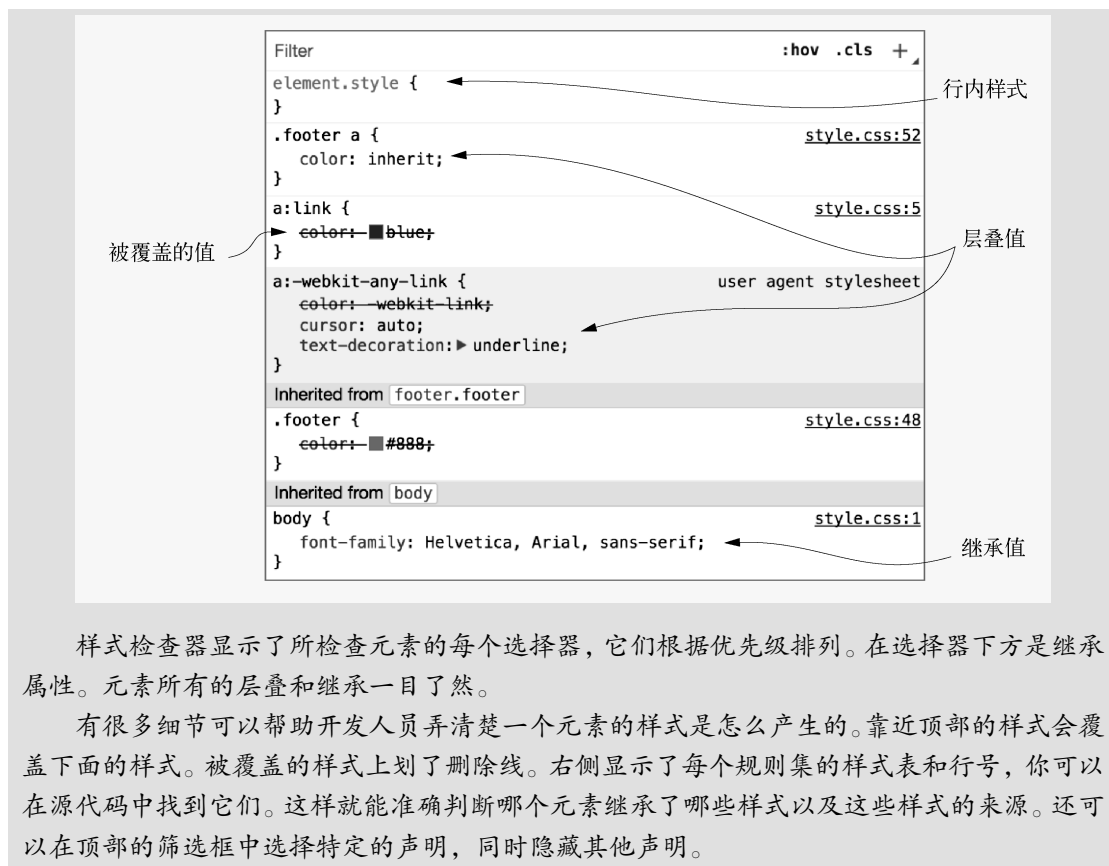 Filter :hov .cls +
element.style {
行内样式
}
.footer a { style.css:52
color: inherit;
}
a:link { style.css:5
color: blue;
被覆盖的值
层叠值
}
a:-webkit-any-link { user agent stylesheet
color: -webkit-link;
cursor: auto;
text-decoration:▶ underline;
}
Inherited from footer.footer
.footer { style.css:48
color: #888;
}
Inherited from body
body { style.css:1
font-family: Helvetica, Arial, sans-serif;
继承值
}
样式检查器显示了所检查元素的每个选择器，它们根据优先级排列。在选择器下方是继承
属性。元素所有的层叠和继承一目了然。
有很多细节可以帮助开发人员弄清楚一个元素的样式是怎么产生的。靠近顶部的样式会覆
盖下面的样式。被覆盖的样式上划了删除线。右侧显示了每个规则集的样式表和行号，你可以
在源代码中找到它们。这样就能准确判断哪个元素继承了哪些样式以及这些样式的来源。还可
以在顶部的筛选框中选择特定的声明，同时隐藏其他声明。